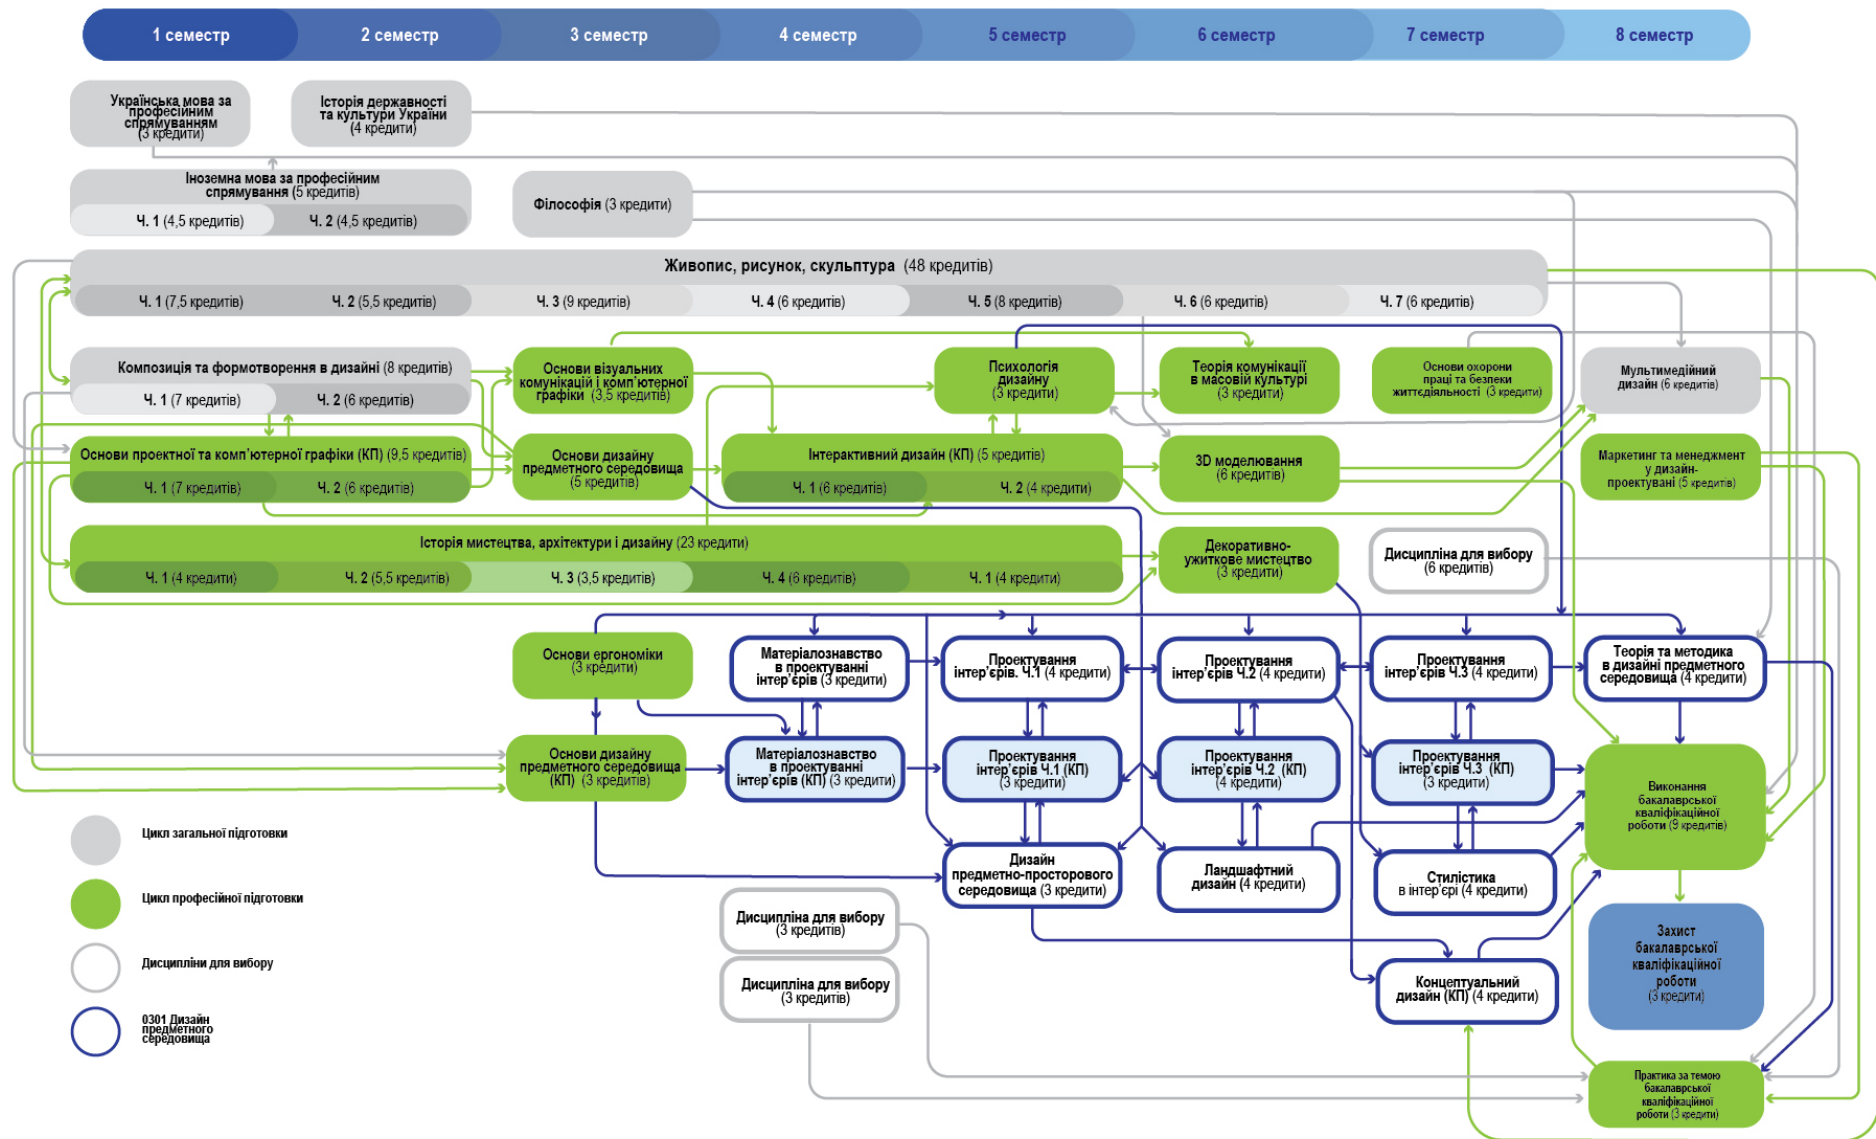 1 семестр
2 семестр
3 семестр
4 семестр
5 семестр
6 семестр
7 семестр
8 семестр
Українська мова за
професійним
спрямуванням
(3 кредити)
Історія державності
та культури України
(4 кредити)
Іноземна мова за професійним
спрямування (5 кредитів)
Ч. 1 (4,5 кредитів)
Ч. 2 (4,5 кредитів)
Філософія (3 кредити)
Живопис, рисунок, скульптура (48 кредитів)
Ч. 1 (7,5 кредитів)
Ч. 2 (5,5 кредитів)
Ч. 3 (9 кредитів)
Ч. 4 (6 кредитів)
Ч. 5 (8 кредитів)
Ч. 6 (6 кредитів)
Ч. 7 (6 кредитів)
Композиція та формотворення в дизайні (8 кредитів)
Ч. 1 (7 кредитів)
Ч. 2 (6 кредитів)
Основи візуальних
комунікацій і комп'ютерної
графіки (3,5 кредитів)
Психологія
дизайну
(3 кредити)
Теорія комунікації
в масовій культурі
(3 кредити)
Основи охорони
праці та безпеки
життєдіяльності (3 кредити)
Мультимедійний
дизайн (6 кредитів)
Основи проектної та комп'ютерної графіки (КП) (9,5 кредитів)
Ч. 1 (7 кредитів)
Ч. 2 (6 кредитів)
Основи дизайну
предметного середовища
(5 кредитів)
Інтерактивний дизайн (КП) (5 кредитів)
Ч. 1 (6 кредитів)
Ч. 2 (4 кредити)
3D моделювання
(6 кредитів)
Маркетинг та менеджмент
у дизайн-
проектувані (5 кредитів)
Історія мистецтва, архітектури і дизайну (23 кредити)
Ч. 1 (4 кредити)
Ч. 2 (5,5 кредитів)
Ч. 3 (3,5 кредитів)
Ч. 4 (6 кредитів)
Ч. 1 (4 кредити)
Декоративно-
ужиткове мистецтво
(3 кредити)
Дисципліна для вибору
(6 кредитів)
Основи ергономіки
(3 кредити)
Матеріалознавство
в проектуванні
інтер'єрів (3 кредити)
Проектування
інтер'єрів. Ч.1 (4 кредити)
Проектування
інтер'єрів Ч.2 (4 кредити)
Проектування
інтер'єрів Ч.3 (4 кредити)
Теорія та методика
в дизайні предметного
середовища (4 кредити)
Основи дизайну
предметного середовища
(КП) (3 кредитів)
Матеріалознавство
в проектуванні
інтер'єрів (КП) (3 кредити)
Проектування
інтер'єрів Ч.1 (КП)
(3 кредити)
Проектування
інтер'єрів Ч.2 (КП)
(4 кредити)
Проектування
інтер'єрів Ч.3 (КП)
(3 кредити)
Виконання
бакалаврської
кваліфікаційної
роботи (9 кредитів)
Цикл загальної підготовки
Цикл професійної підготовки
Дисципліни для вибору
0301 Дизайн
предметного
середовища
Дизайн
предметно-просторового
середовища (3 кредити)
Ландшафтний
дизайн (4 кредити)
Стилістика
в інтер'єрі (4 кредити)
Дисципліна для вибору
(3 кредитів)
Дисципліна для вибору
(3 кредитів)
Концептуальний
дизайн (КП) (4 кредити)
Захист
бакалаврської
кваліфікаційної
роботи
(3 кредити)
Практика за темою
бакалаврської
кваліфікаційної
роботи (3 кредити)